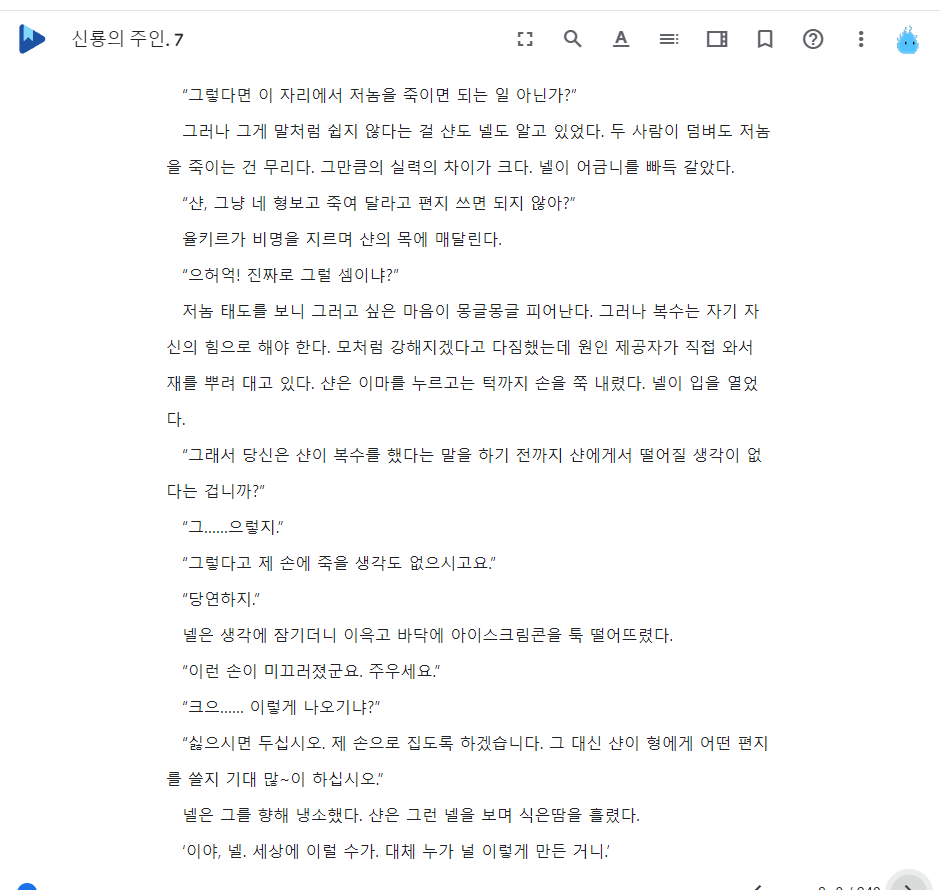 신룡의 주인. 7
“그렇다면 이 자리에서 저놈을 죽이면 되는 일 아닌가?”
그러나 그게 말처럼 쉽지 않다는 걸 샨도 넬도 알고 있었다. 두 사람이 덤벼도 저놈
을 죽이는 건 무리다. 그만큼의 실력의 차이가 크다. 넬이 어금니를 빠득 갈았다.
“샨, 그냥 네 형보고 죽여 달라고 편지 쓰면 되지 않아?”
율키르가 비명을 지르며 샨의 목에 매달린다.
“으허억! 진짜로 그럴 셈이냐?”
저놈 태도를 보니 그러고 싶은 마음이 몽글몽글 피어난다. 그러나 복수는 자기 자
신의 힘으로 해야 한다. 모처럼 강해지겠다고 다짐했는데 원인 제공자가 직접 와서
재를 뿌려 대고 있다. 샨은 이마를 누르고는 턱까지 손을 쭉 내렸다. 넬이 입을 열었
다.
“그래서 당신은 샨이 복수를 했다는 말을 하기 전까지 샨에게서 떨어질 생각이 없
다는 겁니까?”
“그……으렇지.”
“그렇다고 제 손에 죽을 생각도 없으시고요.”
“당연하지.”
넬은 생각에 잠기더니 이윽고 바닥에 아이스크림콘을 툭 떨어뜨렸다.
“이런 손이 미끄러졌군요. 주우세요.”
“크으…… 이렇게 나오기냐?”
“싫으시면 두십시오. 제 손으로 집도록 하겠습니다. 그 대신 샨이 형에게 어떤 편지
를 쓸지 기대 많~이 하십시오.”
넬은 그를 향해 냉소했다. 샨은 그런 넬을 보며 식은땀을 흘렸다.
‘이야, 넬. 세상에 이럴 수가. 대체 누가 널 이렇게 만든 거니.’